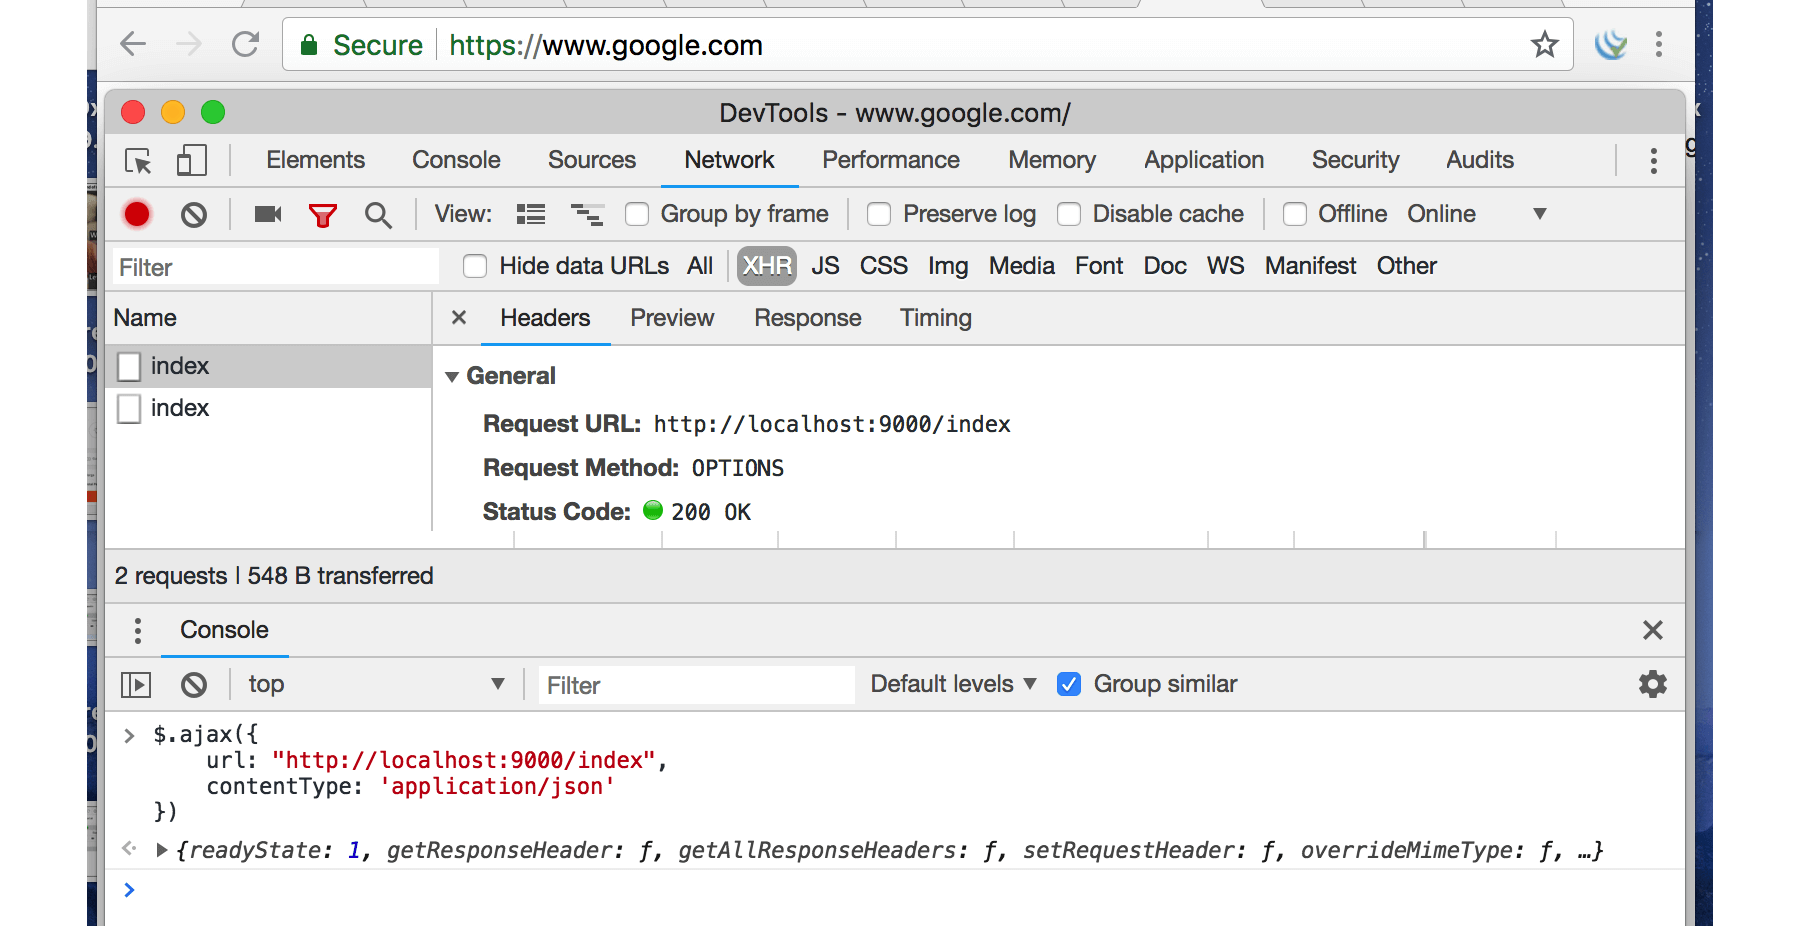 Secure https://www.google.com
DevTools - www.google.com/
Elements Console Sources Network Performance Memory Application Security Audits
View: Group by frame Preserve log Disable cache Offline Online
Filter Hide data URLs All XHR JS CSS Img Media Font Doc WS Manifest Other
Name Headers Preview Response Timing
index
index
General
Request URL: http://localhost:9000/index
Request Method: OPTIONS
Status Code: 200 OK
2 requests | 548 B transferred
Console
top Filter Default levels Group similar
$.ajax({
url: "http://localhost:9000/index",
contentType: 'application/json'
})
{readyState: 1, getResponseHeader: ƒ, getAllResponseHeaders: ƒ, setRequestHeader: ƒ, overrideMimeType: ƒ, …}